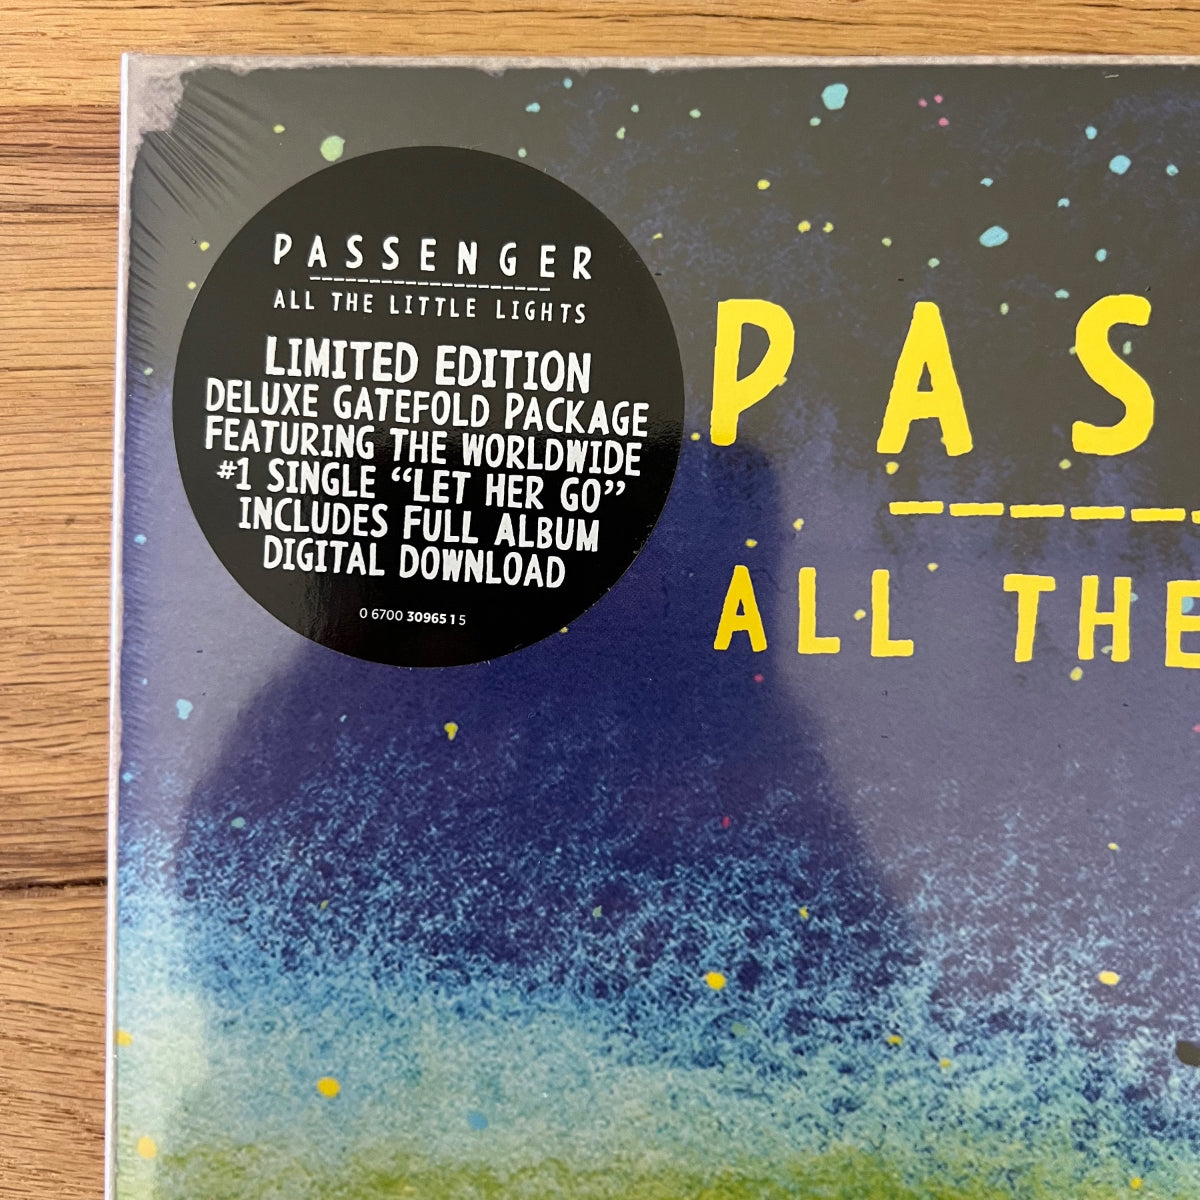 PASSENGER
ALL THE LITTLE LIGHTS
LIMITED EDITION
DELUXE GATEFOLD PACKAGE
FEATURING THE WORLDWIDE
#1 SINGLE “LET HER GO”
INCLUDES FULL ALBUM
DIGITAL DOWNLOAD
0 6700 30965 1 5
PAS
ALL THE